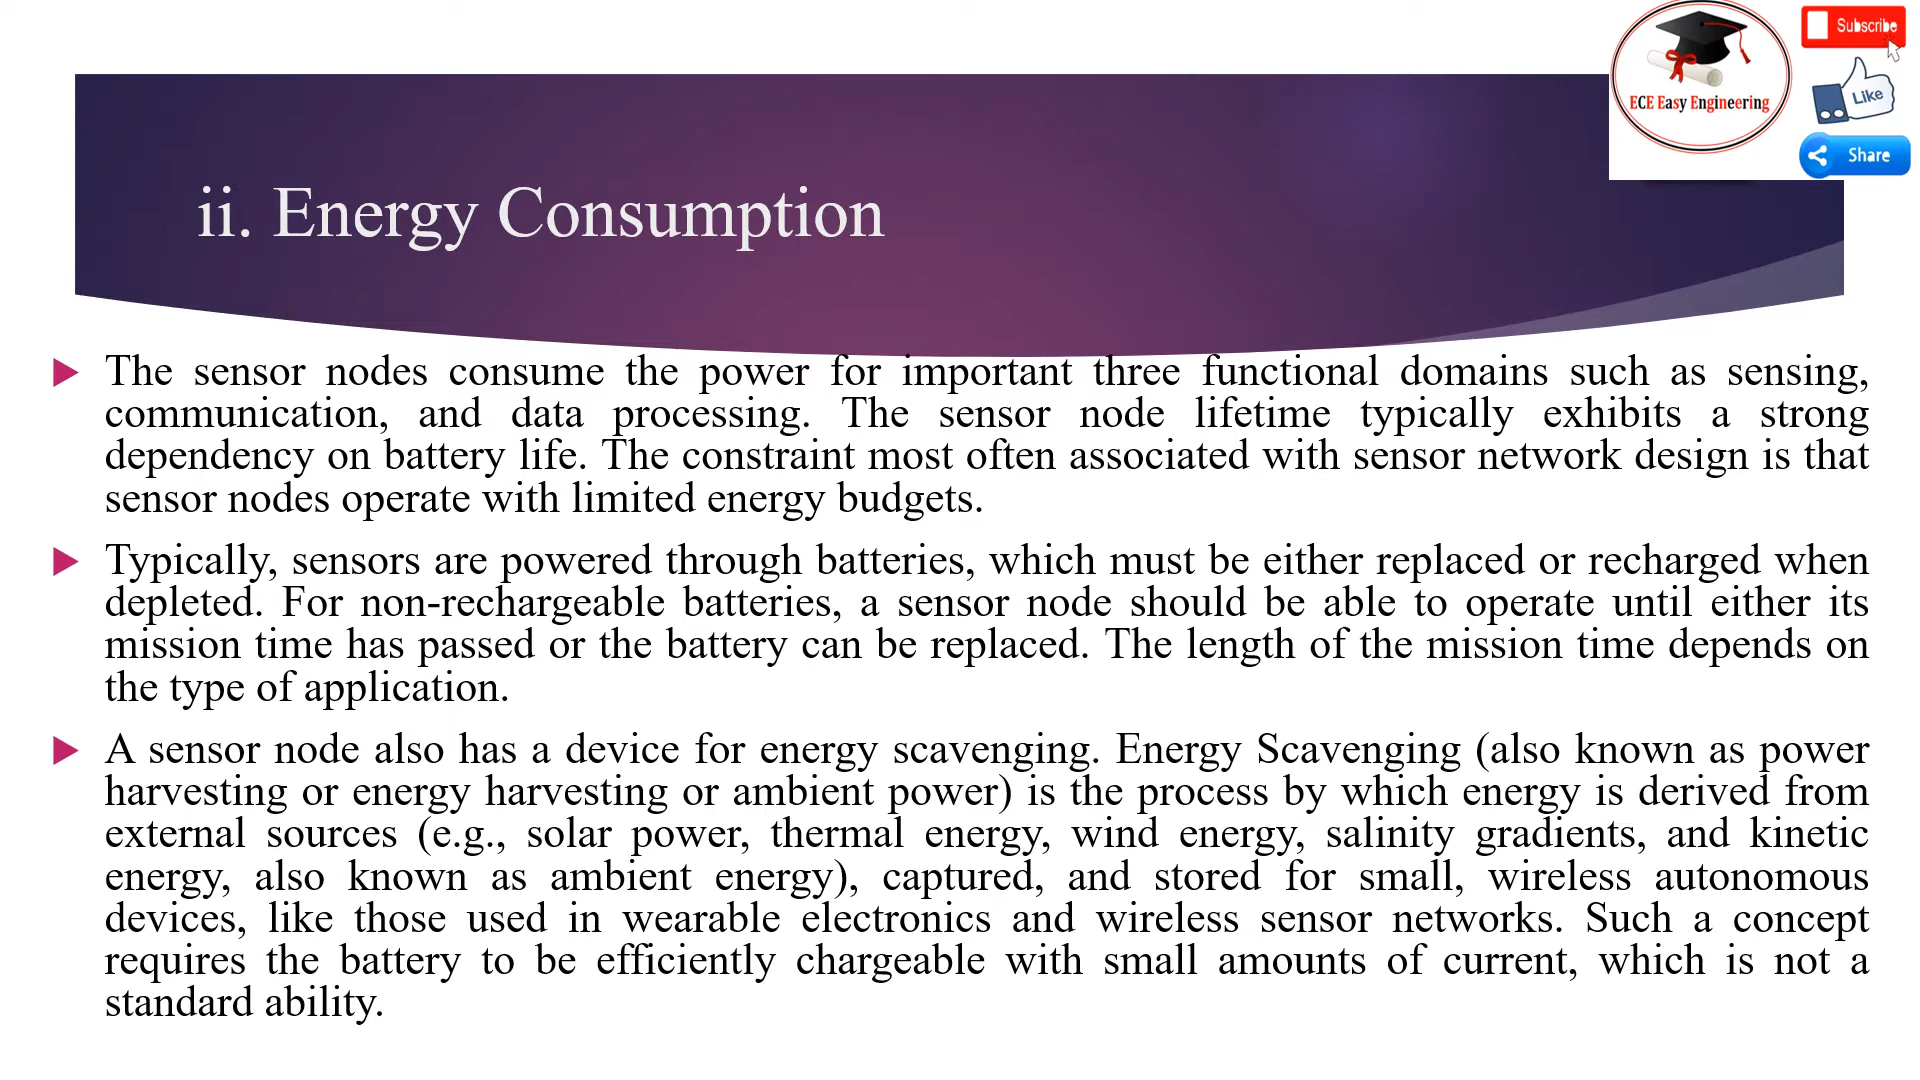 Subscribe
ECE Easy Engineering
Like
Share
ii. Energy Consumption
The sensor nodes consume the power for important three functional domains such as sensing,
communication, and data processing. The sensor node lifetime typically exhibits a strong
dependency on battery life. The constraint most often associated with sensor network design is that
sensor nodes operate with limited energy budgets.
Typically, sensors are powered through batteries, which must be either replaced or recharged when
depleted. For non-rechargeable batteries, a sensor node should be able to operate until either its
mission time has passed or the battery can be replaced. The length of the mission time depends on
the type of application.
A sensor node also has a device for energy scavenging. Energy Scavenging (also known as power
harvesting or energy harvesting or ambient power) is the process by which energy is derived from
external sources (e.g., solar power, thermal energy, wind energy, salinity gradients, and kinetic
energy, also known as ambient energy), captured, and stored for small, wireless autonomous
devices, like those used in wearable electronics and wireless sensor networks. Such a concept
requires the battery to be efficiently chargeable with small amounts of current, which is not a
standard ability.